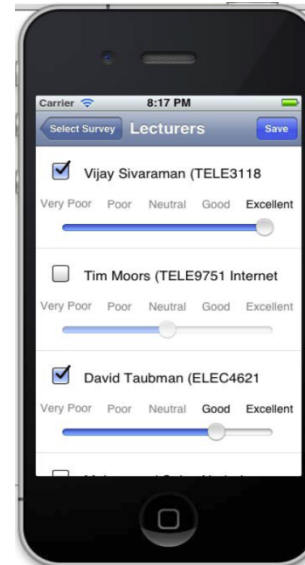 Carrier 8:17 PM
Select Survey Lecturers Save
Vijay Sivaraman (TELE3118
Very Poor Poor Neutral Good Excellent
Tim Moors (TELE9751 Internet
Very Poor Poor Neutral Good Excellent
David Taubman (ELEC4621
Very Poor Poor Neutral Good Excellent